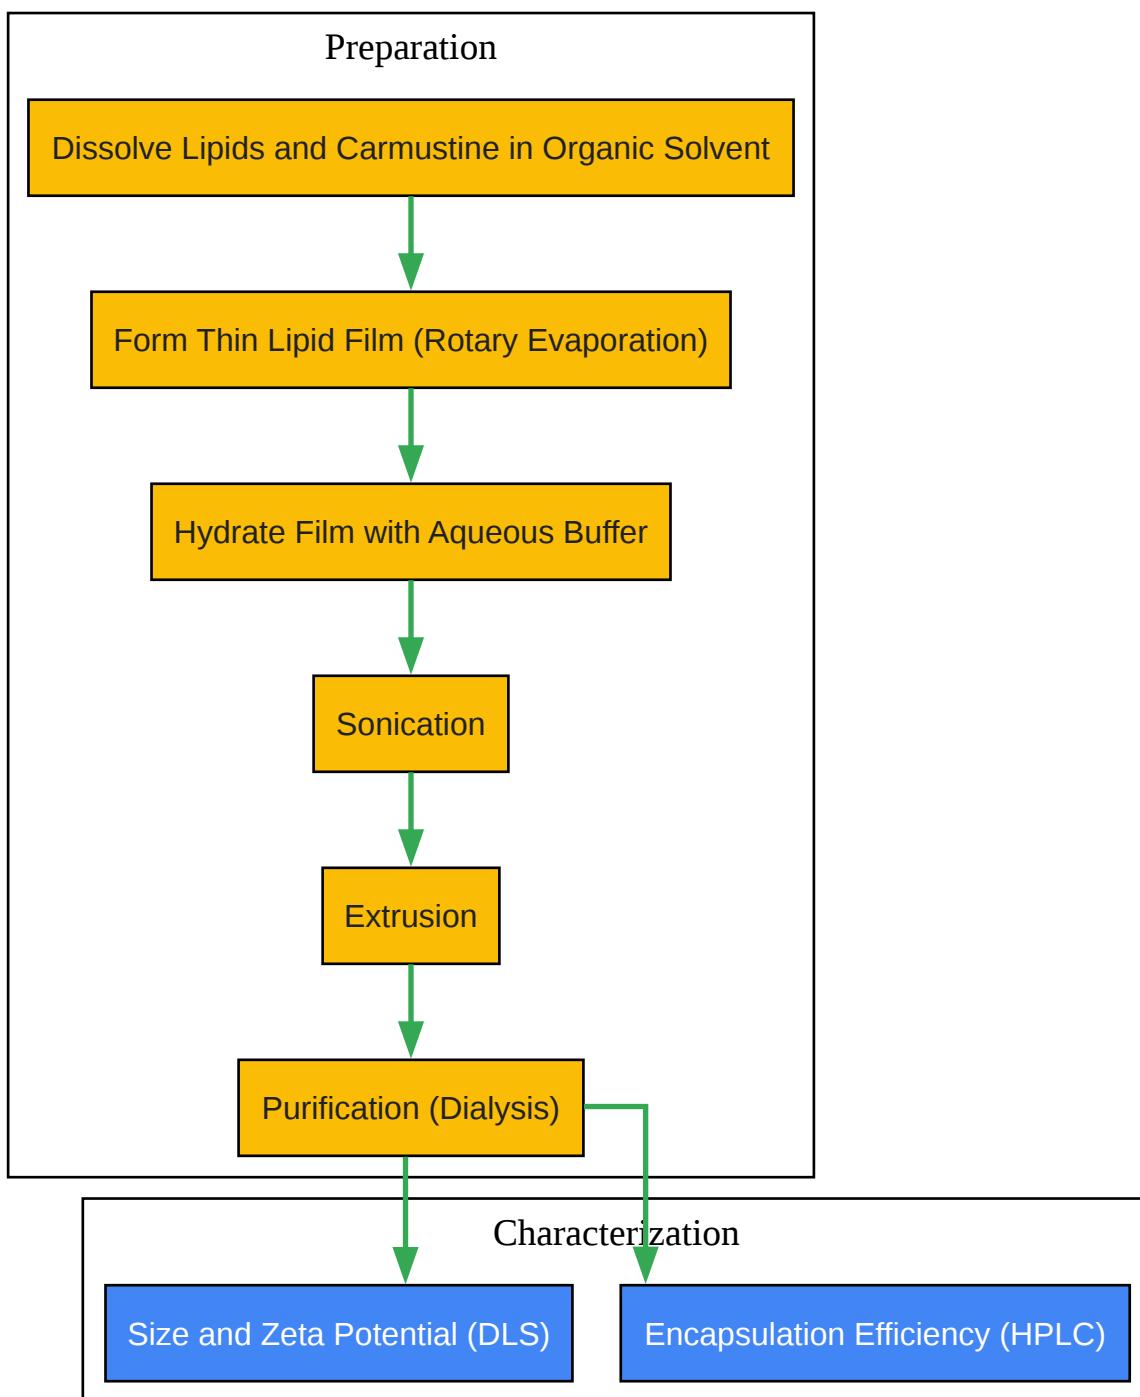 Preparation
Dissolve Lipids and Carmustine in Organic Solvent
Form Thin Lipid Film (Rotary Evaporation)
Hydrate Film with Aqueous Buffer
Sonication
Extrusion
Purification (Dialysis)
Characterization
Size and Zeta Potential (DLS)
Encapsulation Efficiency (HPLC)